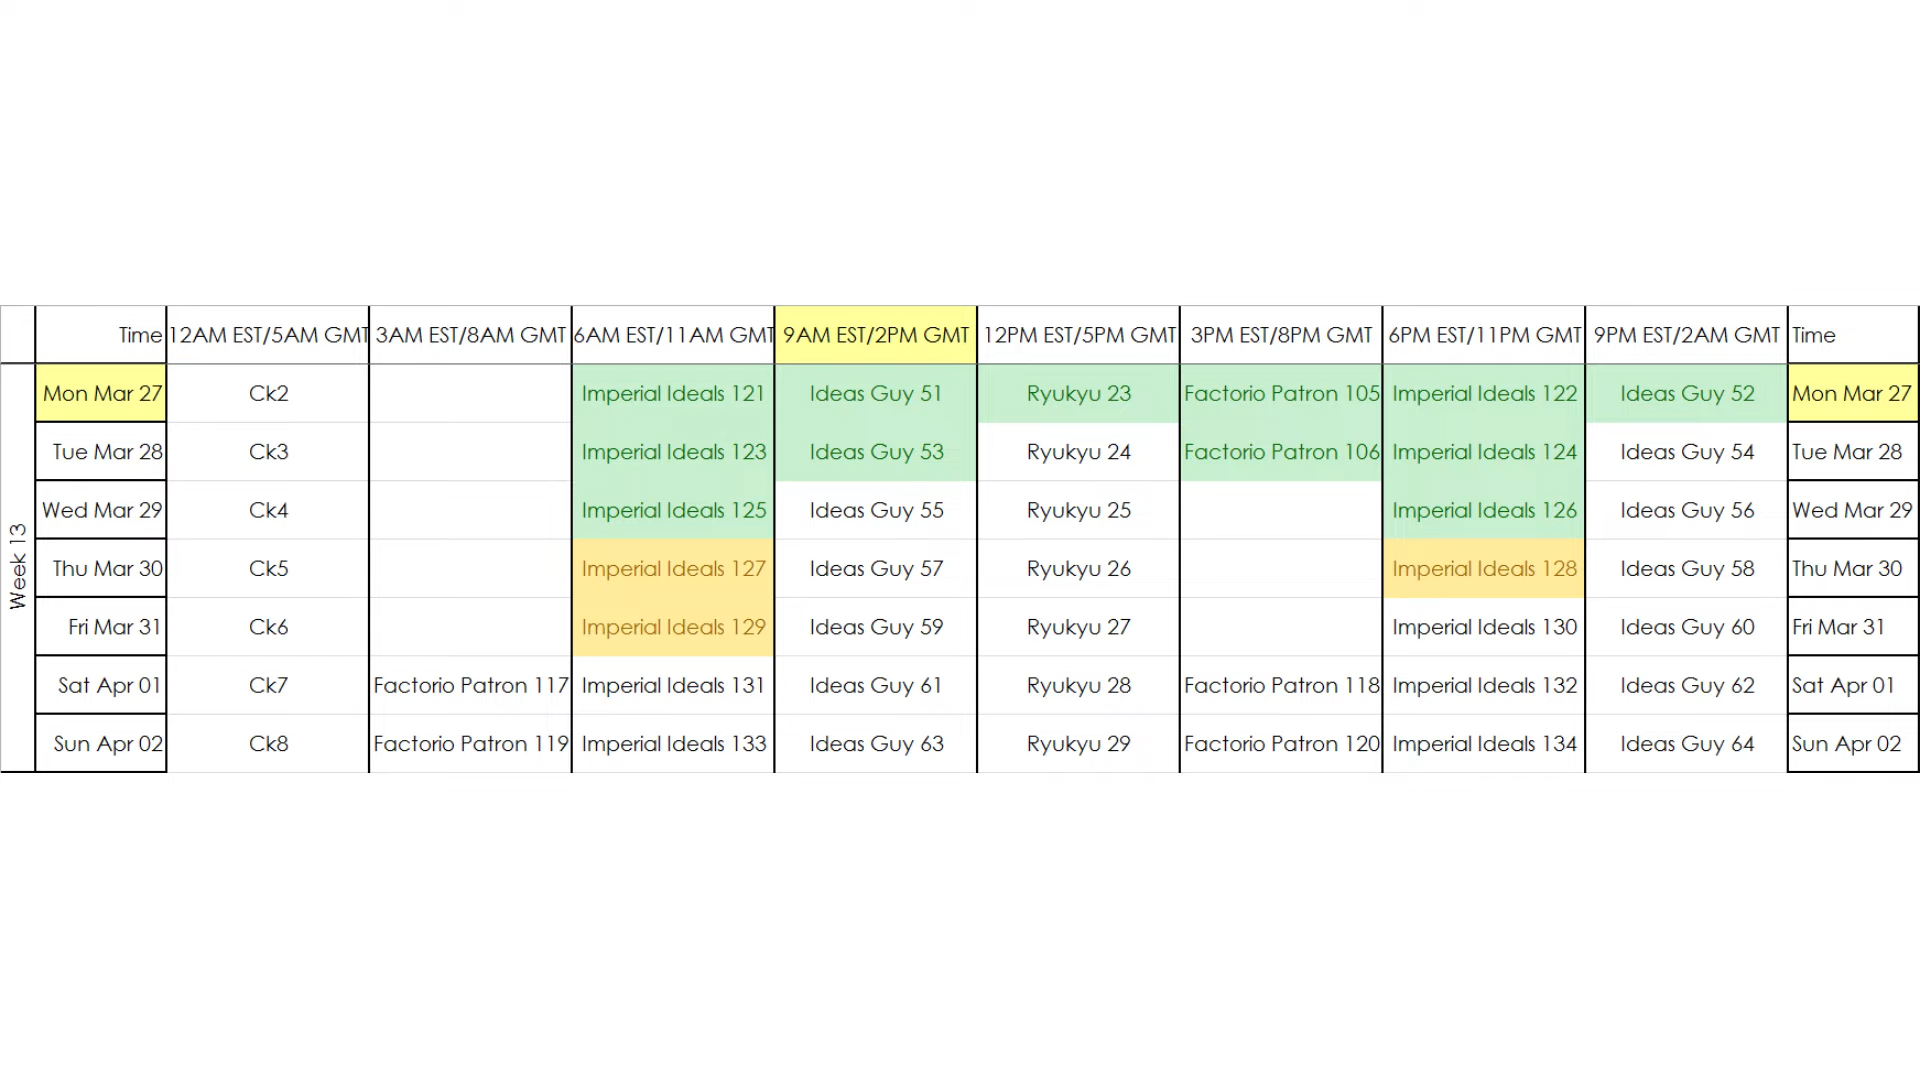 Time 12AM EST/5AM GMT 3AM EST/8AM GMT 6AM EST/11AM GMT 9AM EST/2PM GMT 12PM EST/5PM GMT 3PM EST/8PM GMT 6PM EST/11PM GMT 9PM EST/2AM GMT Time
Week 13
Mon Mar 27 Ck2 Imperial Ideals 121 Ideas Guy 51 Ryukyu 23 Factorio Patron 105 Imperial Ideals 122 Ideas Guy 52 Mon Mar 27
Tue Mar 28 Ck3 Imperial Ideals 123 Ideas Guy 53 Ryukyu 24 Factorio Patron 106 Imperial Ideals 124 Ideas Guy 54 Tue Mar 28
Wed Mar 29 Ck4 Imperial Ideals 125 Ideas Guy 55 Ryukyu 25 Imperial Ideals 126 Ideas Guy 56 Wed Mar 29
Thu Mar 30 Ck5 Imperial Ideals 127 Ideas Guy 57 Ryukyu 26 Imperial Ideals 128 Ideas Guy 58 Thu Mar 30
Fri Mar 31 Ck6 Imperial Ideals 129 Ideas Guy 59 Ryukyu 27 Imperial Ideals 130 Ideas Guy 60 Fri Mar 31
Sat Apr 01 Ck7 Factorio Patron 117 Imperial Ideals 131 Ideas Guy 61 Ryukyu 28 Factorio Patron 118 Imperial Ideals 132 Ideas Guy 62 Sat Apr 01
Sun Apr 02 Ck8 Factorio Patron 119 Imperial Ideals 133 Ideas Guy 63 Ryukyu 29 Factorio Patron 120 Imperial Ideals 134 Ideas Guy 64 Sun Apr 02